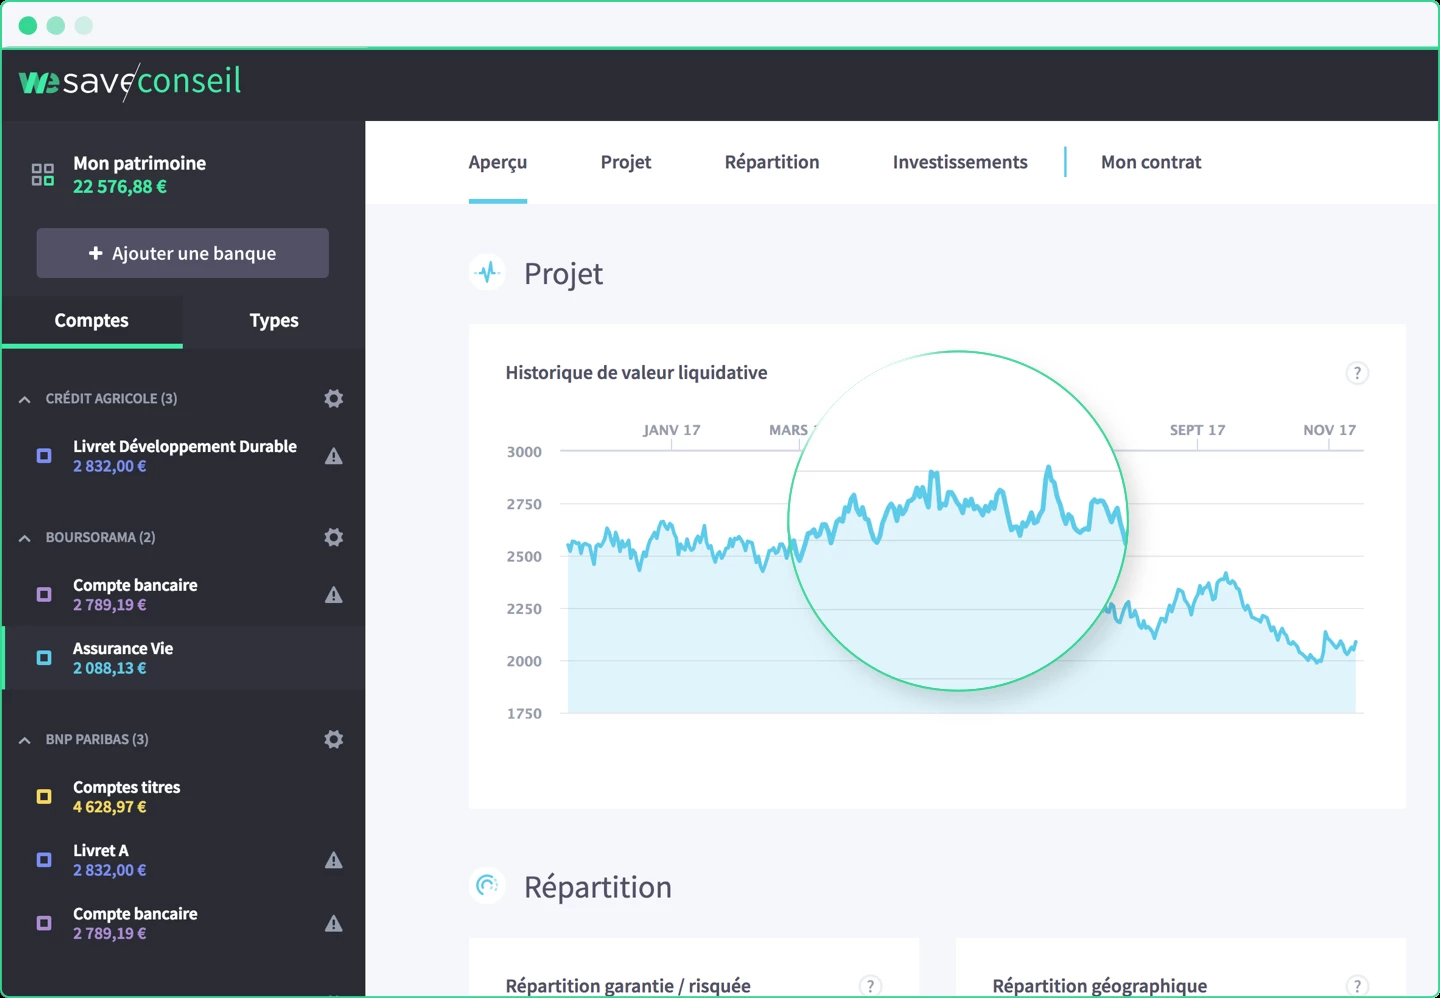 wesave/conseil
Mon patrimoine
22 576,88 €
+ Ajouter une banque
Comptes
Types
CRÉDIT AGRICOLE (3)
Livret Développement Durable
2 832,00 €
BOURSORAMA (2)
Compte bancaire
2 789,19 €
Assurance Vie
2 088,13 €
BNP PARIBAS (3)
Comptes titres
4 628,97 €
Livret A
2 832,00 €
Compte bancaire
2 789,19 €
Aperçu
Projet
Répartition
Investissements
Mon contrat
Projet
Historique de valeur liquidative
?
JANV 17
MARS
SEPT 17
NOV 17
3000
2750
2500
2250
2000
1750
Répartition
Répartition garantie / risquée
?
Répartition géographique
?